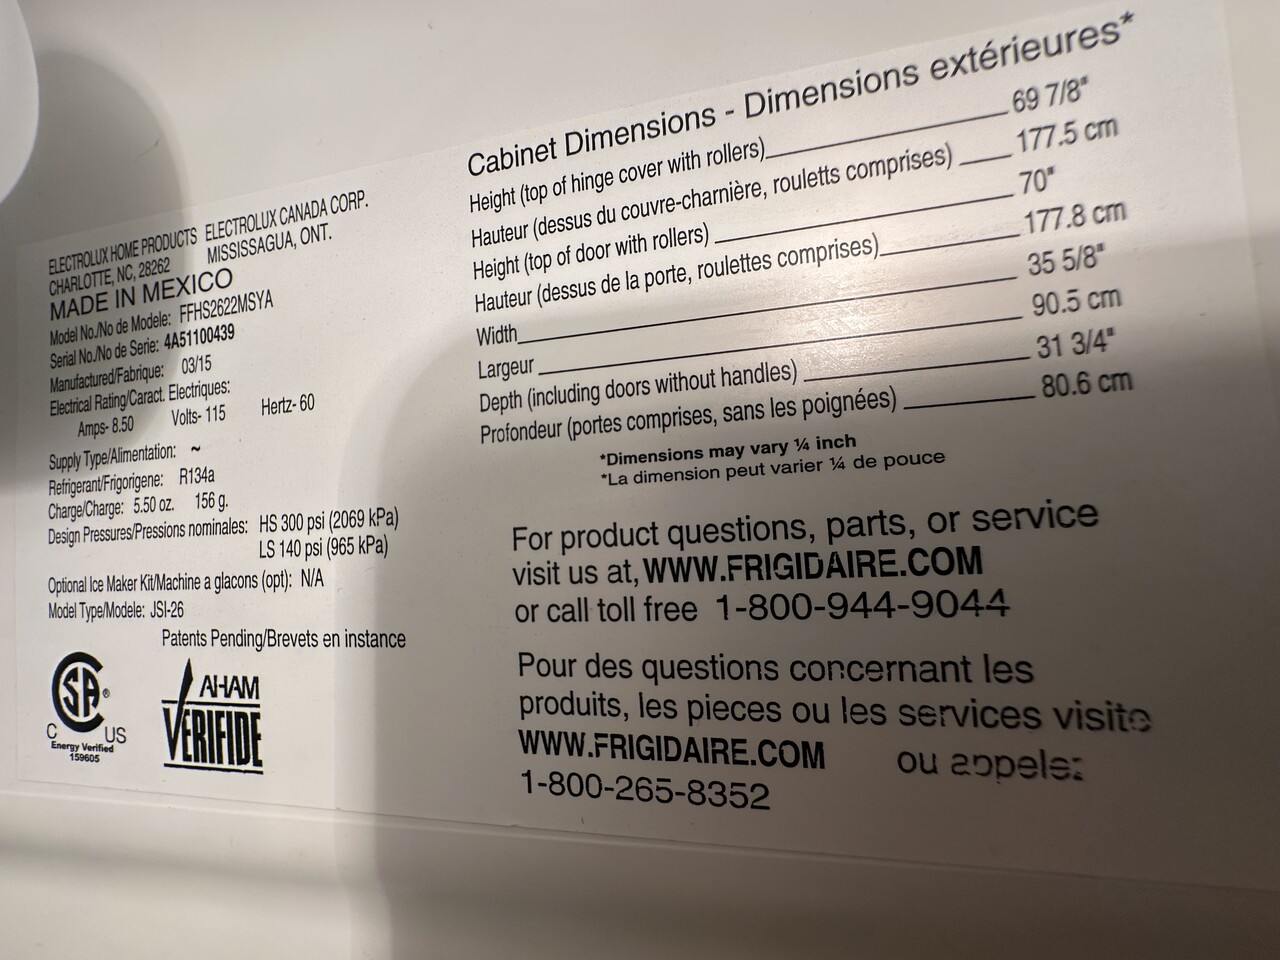 ELECTROLUX HOME PRODUCTS ELECTROLUX CANADA CORP.
CHARLOTTE, NC, 28262 MISSISSAGUA, ONT.
MADE IN MEXICO
Model No./No de Modele: FFHS2622MSYA
Serial No./No de Serie: 4A51100439
Manufactured/Fabrique: 03/15
Electrical Rating/Caract. Electriques:
Amps- 8.50 Volts- 115 Hertz- 60
Supply Type/Alimentation: ~
Refrigerant/Frigorigene: R134a
Charge/Charge: 5.50 oz. 156 g.
Design Pressures/Pressions nominales: HS 300 psi (2069 kPa)
LS 140 psi (965 kPa)
Optional Ice Maker Kit/Machine a glacons (opt): N/A
Model Type/Modele: JSI-26
Patents Pending/Brevets en instance
CSA®
C US
Energy Verified
159605
AHAM
VERIFIDE
Cabinet Dimensions - Dimensions extérieures*
Height (top of hinge cover with rollers) 69 7/8"
Hauteur (dessus du couvre-charnière, rouletts comprises) 177.5 cm
Height (top of door with rollers) 70"
Hauteur (dessus de la porte, roulettes comprises) 177.8 cm
Width 35 5/8"
Largeur 90.5 cm
Depth (including doors without handles) 31 3/4"
Profondeur (portes comprises, sans les poignées) 80.6 cm
*Dimensions may vary ¼ inch
*La dimension peut varier ¼ de pouce
For product questions, parts, or service
visit us at, WWW.FRIGIDAIRE.COM
or call toll free 1-800-944-9044
Pour des questions concernant les
produits, les pieces ou les services visite
WWW.FRIGIDAIRE.COM ou appelez
1-800-265-8352